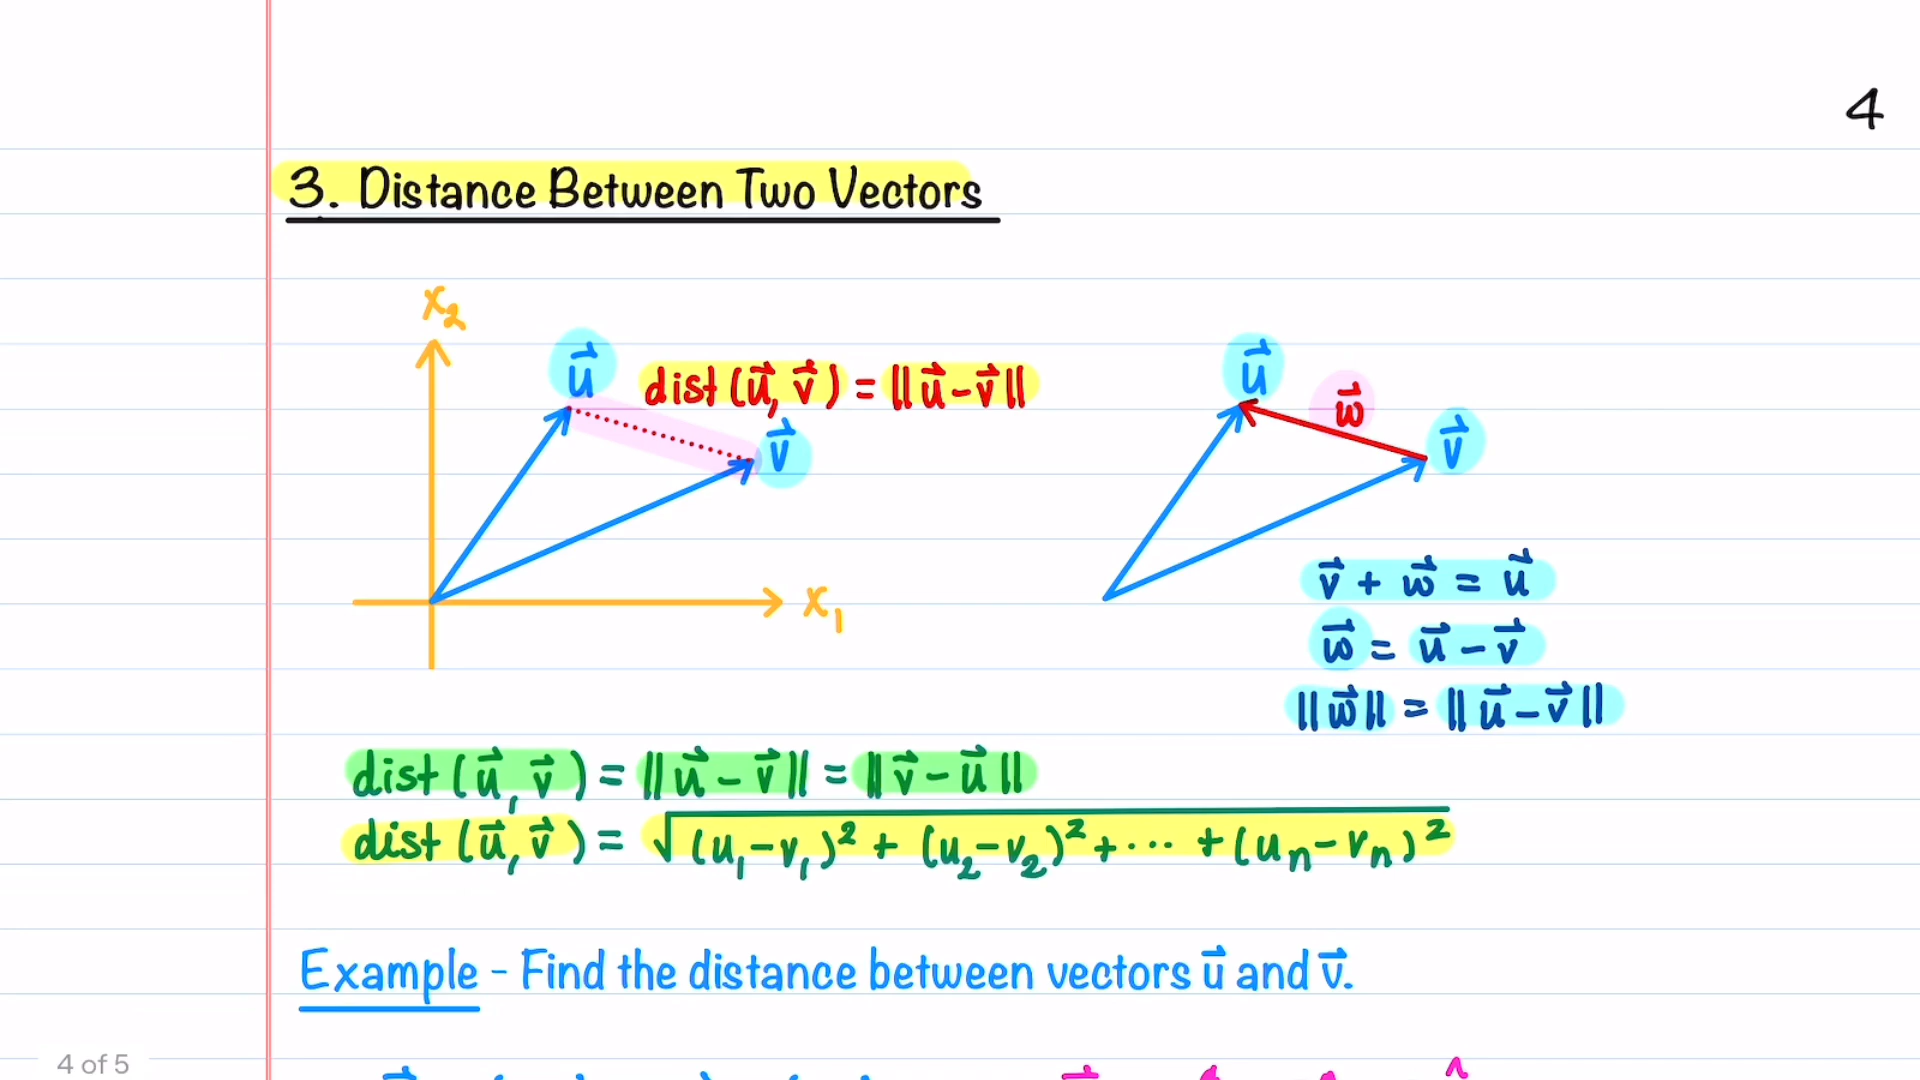 4
3. Distance Between Two Vectors
x₂
u⃗
dist(u⃗, v⃗) = ||u⃗-v⃗||
v⃗
x₁
u⃗
w⃗
v⃗
v⃗ + w⃗ = u⃗
w⃗ = u⃗ - v⃗
||w⃗|| = ||u⃗ - v⃗||
dist(u⃗, v⃗) = ||u⃗ - v⃗|| = ||v⃗ - u⃗||
dist(u⃗, v⃗) = √(u₁-v₁)² + (u₂-v₂)² + ⋯ + (uₙ-vₙ)²
Example - Find the distance between vectors u⃗ and v⃗.
4 of 5